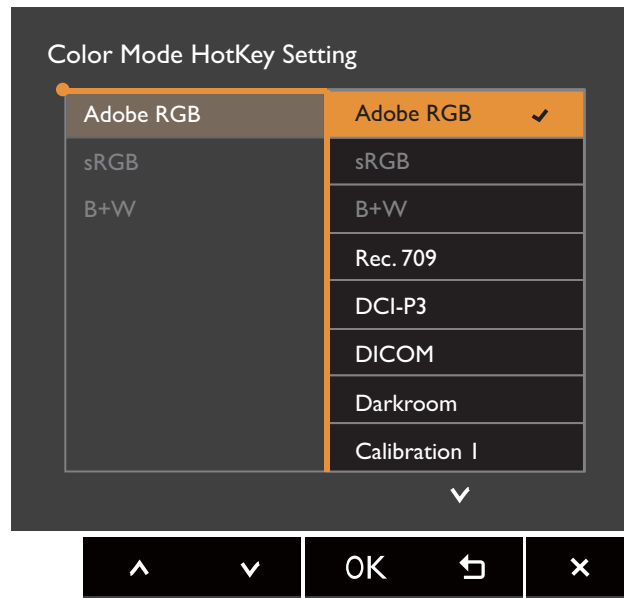 Color Mode HotKey Setting
Adobe RGB
sRGB
B+W
Adobe RGB
sRGB
B+W
Rec. 709
DCI-P3
DICOM
Darkroom
Calibration 1
OK